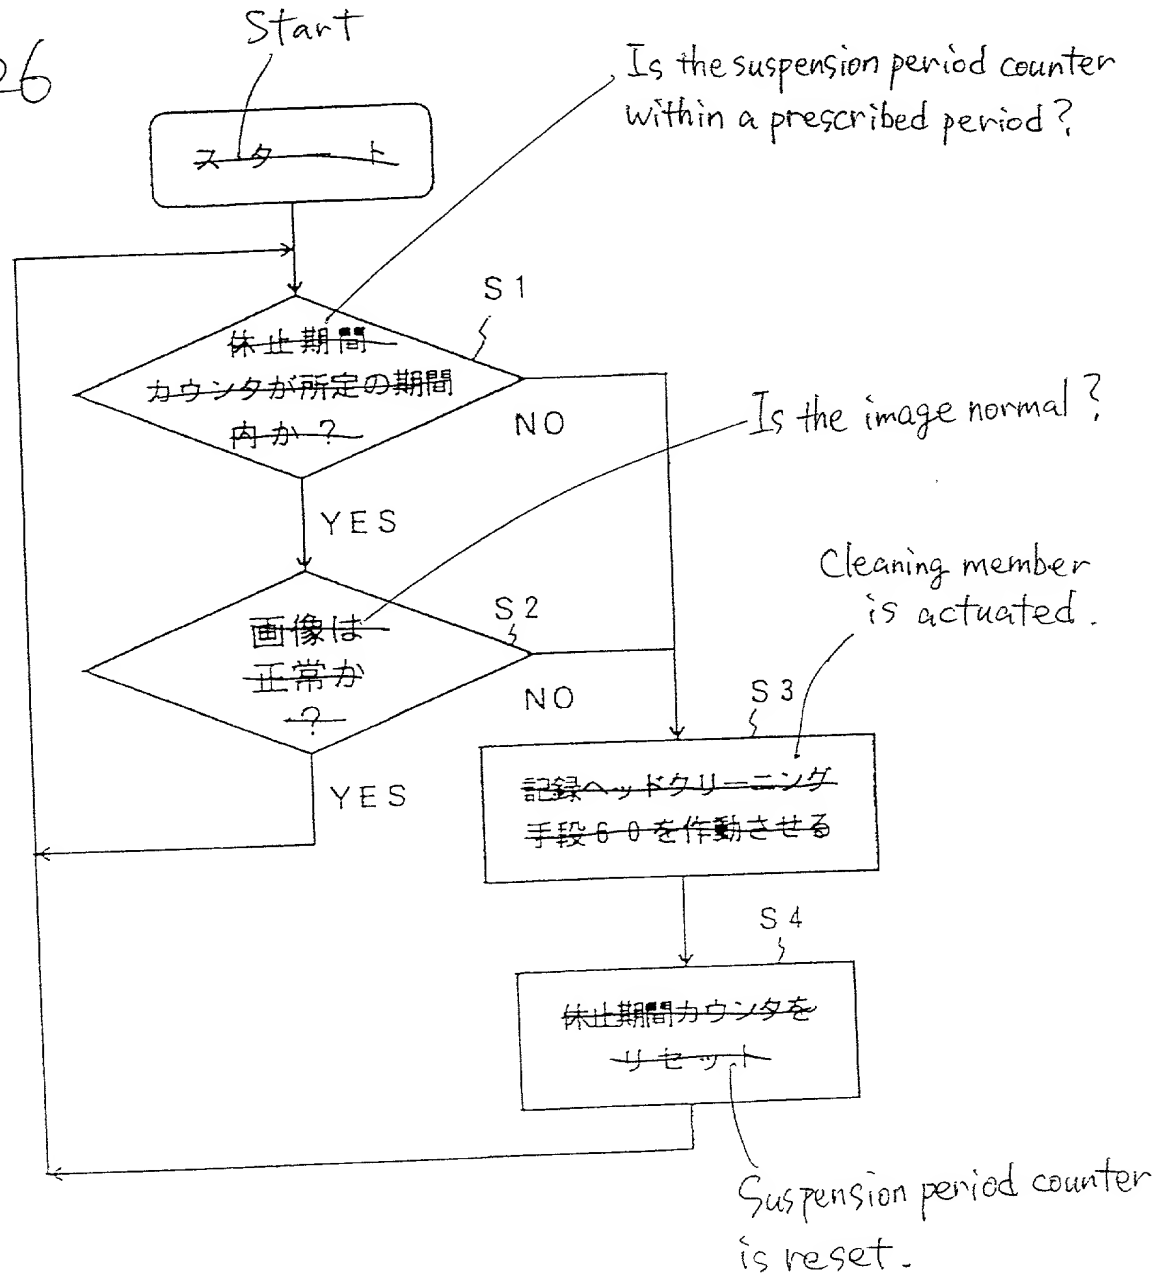 26
Start
Is the suspension period counter
within a prescribed period?
スタート
S1
休止期間
カウンタが所定の期間
内か?
NO
Is the image normal?
YES
Cleaning member
is actuated.
S2
画像は
正常か
?
NO
S3
YES
記録ヘッドクリーニング
手段60を作動させる
S4
休止期間カウンタを
リセット
Suspension period counter
is reset.